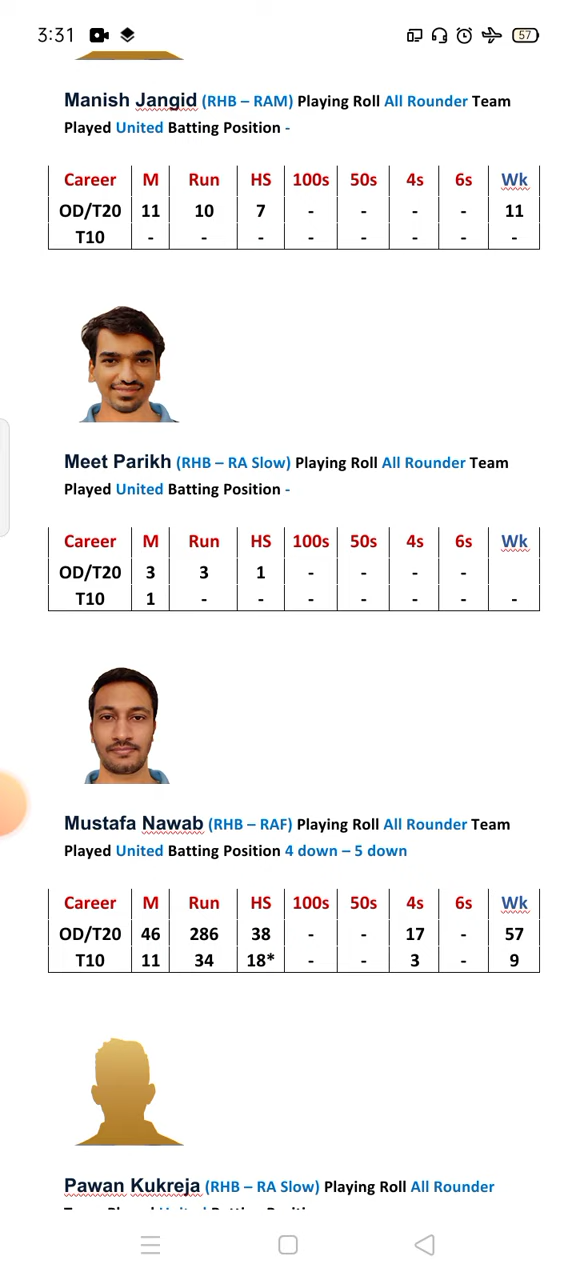 3:31
57
Manish Jangid (RHB – RAM) Playing Roll All Rounder Team
Played United Batting Position -
Career M Run HS 100s 50s 4s 6s Wk
OD/T20 11 10 7 - - - - 11
T10 - - - - - - - -
Meet Parikh (RHB – RA Slow) Playing Roll All Rounder Team
Played United Batting Position -
Career M Run HS 100s 50s 4s 6s Wk
OD/T20 3 3 1 - - - -
T10 1 - - - - - - -
Mustafa Nawab (RHB – RAF) Playing Roll All Rounder Team
Played United Batting Position 4 down – 5 down
Career M Run HS 100s 50s 4s 6s Wk
OD/T20 46 286 38 - - 17 - 57
T10 11 34 18* - - 3 - 9
Pawan Kukreja (RHB – RA Slow) Playing Roll All Rounder